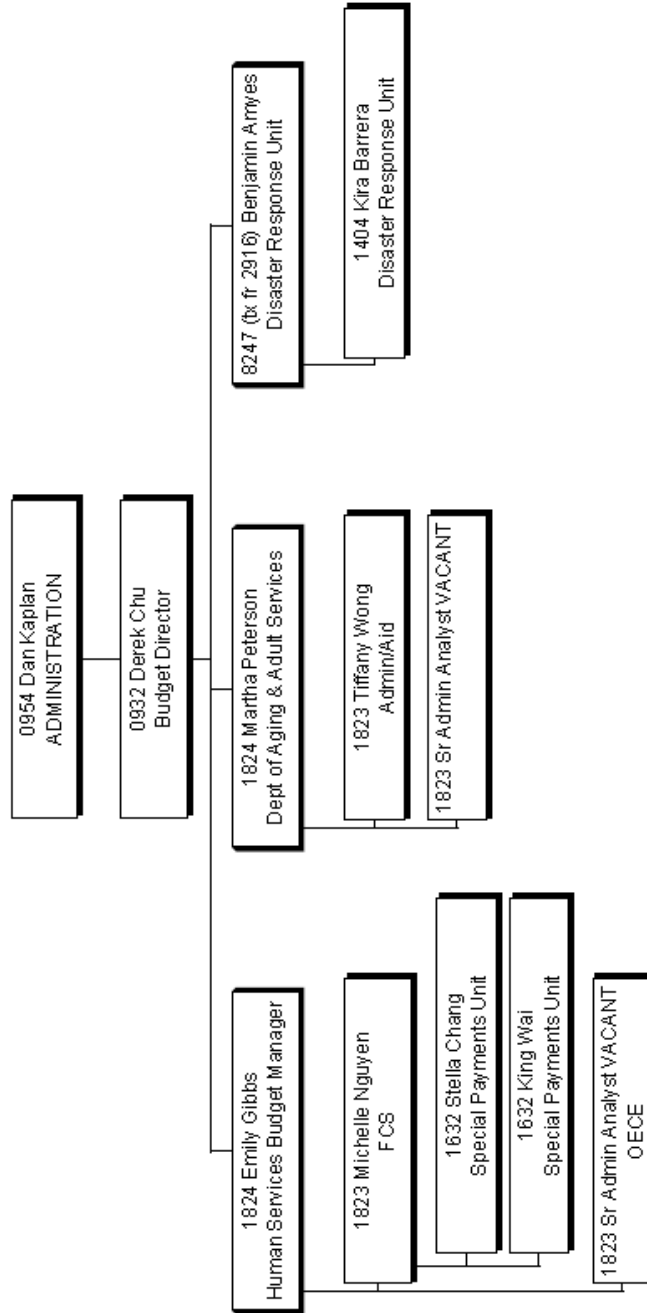 0954 Dan Kaplan
ADMINISTRATION
0932 Derek Chu
Budget Director
1824 Emily Gibbs
Human Services Budget Manager
1823 Michelle Nguyen
FCS
1632 Stella Chang
Special Payments Unit
1632 King Wai
Special Payments Unit
1823 Sr Admin Analyst VACANT
OECE
1824 Martha Peterson
Dept of Aging & Adult Services
1823 Tiffany Wong
Admin/Aid
1823 Sr Admin Analyst VACANT
8247 (tx fr 2916) Benjamin Amyes
Disaster Response Unit
1404 Kira Barrera
Disaster Response Unit